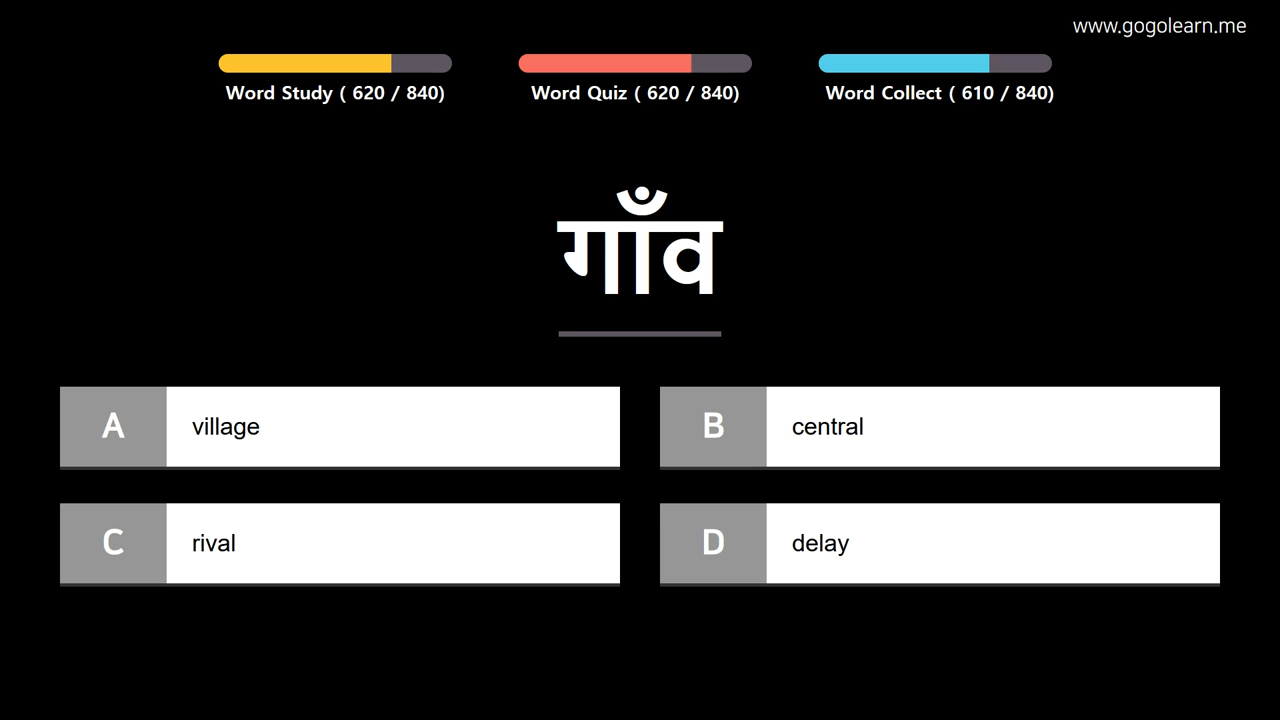 www.gogolearn.me
Word Study ( 620 / 840)
Word Quiz ( 620 / 840)
Word Collect ( 610 / 840)
गाँव
A village
B central
C rival
D delay